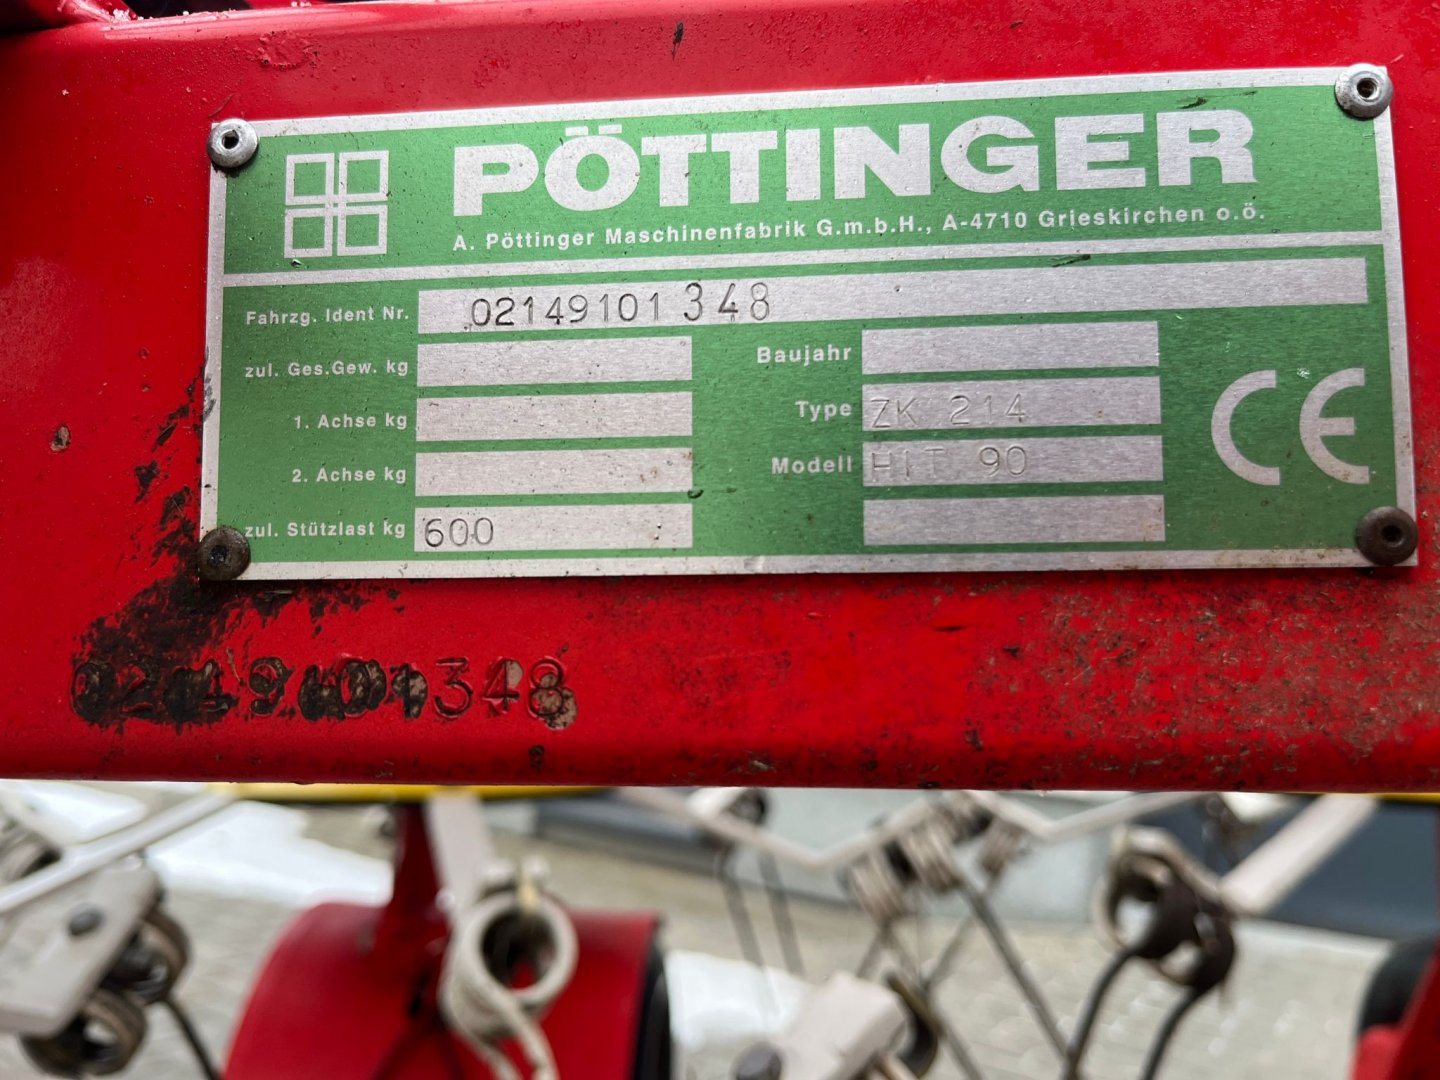 PÖTTINGER
A. Pöttinger Maschinenfabrik G.m.b.H., A-4710 Grieskirchen o.ö.
Fahrzg. Ident Nr. 02149101 348
zul. Ges.Gew. kg
Baujahr
1. Achse kg
Type ZK 214
2. Achse kg
Modell HIT 90
zul. Stützlast kg 600
CE
02149101348